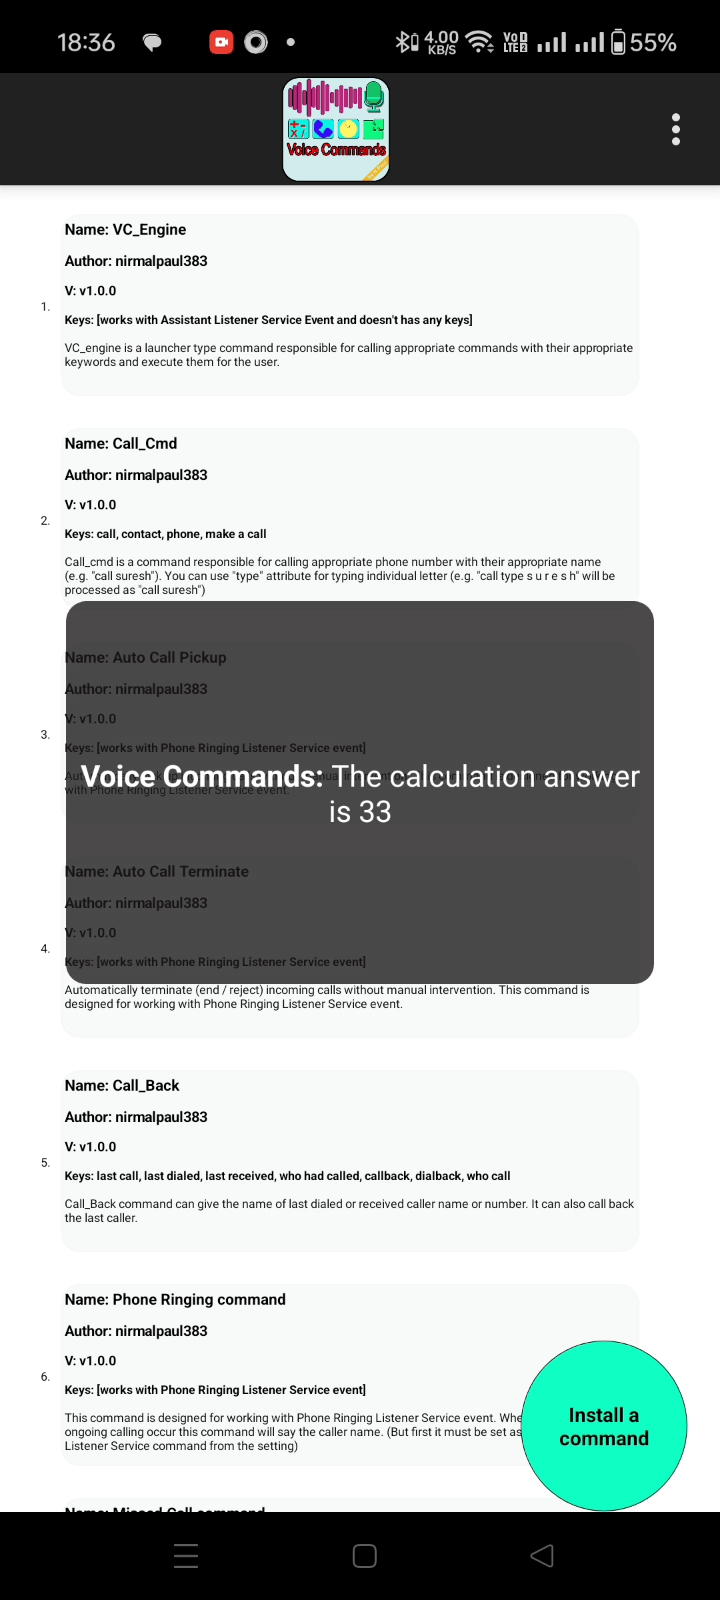 18:36
4.00
KB/S
Vo
LTE2
55%
Voice Commands
Name: VC_Engine
Author: nirmalpaul383
V: v1.0.0
1.
Keys: [works with Assistant Listener Service Event and doesn't has any keys]
VC_engine is a launcher type command responsible for calling appropriate commands with their appropriate
keywords and execute them for the user.
Name: Call_Cmd
Author: nirmalpaul383
V: v1.0.0
2.
Keys: call, contact, phone, make a call
Call_cmd is a command responsible for calling appropriate phone number with their appropriate name
(e.g. "call suresh"). You can use "type" attribute for typing individual letter (e.g. "call type s u r e s h" will be
processed as "call suresh")
Name: Auto Call Pickup
Author: nirmalpaul383
V: v1.0.0
3.
Keys: [works with Phone Ringing Listener Service event]
with Phone Ringing Listener Service event.
Voice Commands: The calculation answer
is 33
Name: Auto Call Terminate
Author: nirmalpaul383
V: v1.0.0
4.
Keys: [works with Phone Ringing Listener Service event]
Automatically terminate (end / reject) incoming calls without manual intervention. This command is
designed for working with Phone Ringing Listener Service event.
Name: Call_Back
Author: nirmalpaul383
V: v1.0.0
5.
Keys: last call, last dialed, last received, who had called, callback, dialback, who call
Call_Back command can give the name of last dialed or received caller name or number. It can also call back
the last caller.
Name: Phone Ringing command
Author: nirmalpaul383
V: v1.0.0
6.
Keys: [works with Phone Ringing Listener Service event]
This command is designed for working with Phone Ringing Listener Service event. Whe
ongoing calling occur this command will say the caller name. (But first it must be set as
Listener Service command from the setting)
Install a
command
Name: Missed Call command